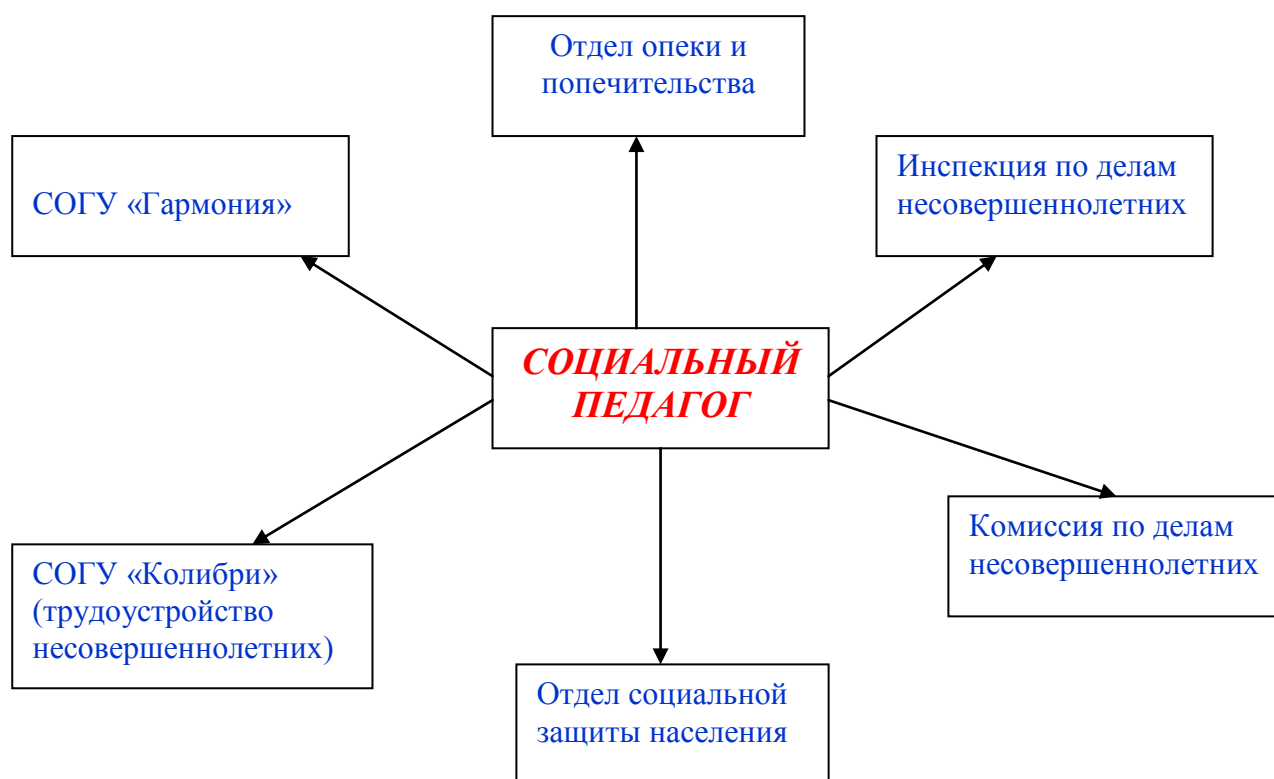 Отдел опеки и
попечительства
СОГУ «Гармония»
Инспекция по делам
несовершеннолетних
СОЦИАЛЬНЫЙ
ПЕДАГОГ
СОГУ «Колибри»
(трудоустройство
несовершеннолетних)
Комиссия по делам
несовершеннолетних
Отдел социальной
защиты населения